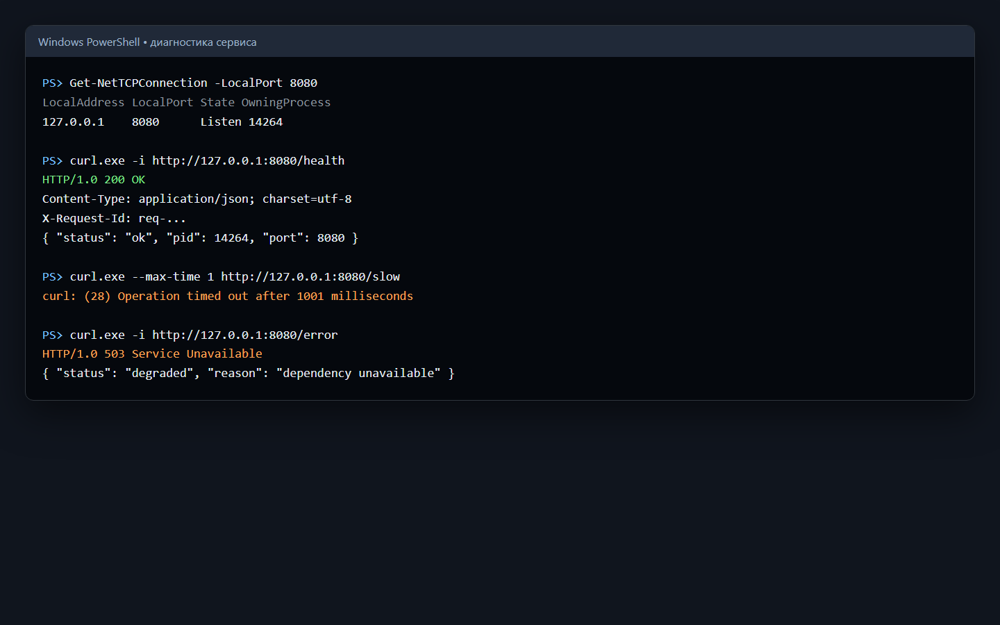 Windows PowerShell • диагностика сервиса
PS> Get-NetTCPConnection -LocalPort 8080
LocalAddress LocalPort State OwningProcess
127.0.0.1    8080      Listen 14264
PS> curl.exe -i http://127.0.0.1:8080/health
HTTP/1.0 200 OK
Content-Type: application/json; charset=utf-8
X-Request-Id: req-...
{ "status": "ok", "pid": 14264, "port": 8080 }
PS> curl.exe --max-time 1 http://127.0.0.1:8080/slow
curl: (28) Operation timed out after 1001 milliseconds
PS> curl.exe -i http://127.0.0.1:8080/error
HTTP/1.0 503 Service Unavailable
{ "status": "degraded", "reason": "dependency unavailable" }